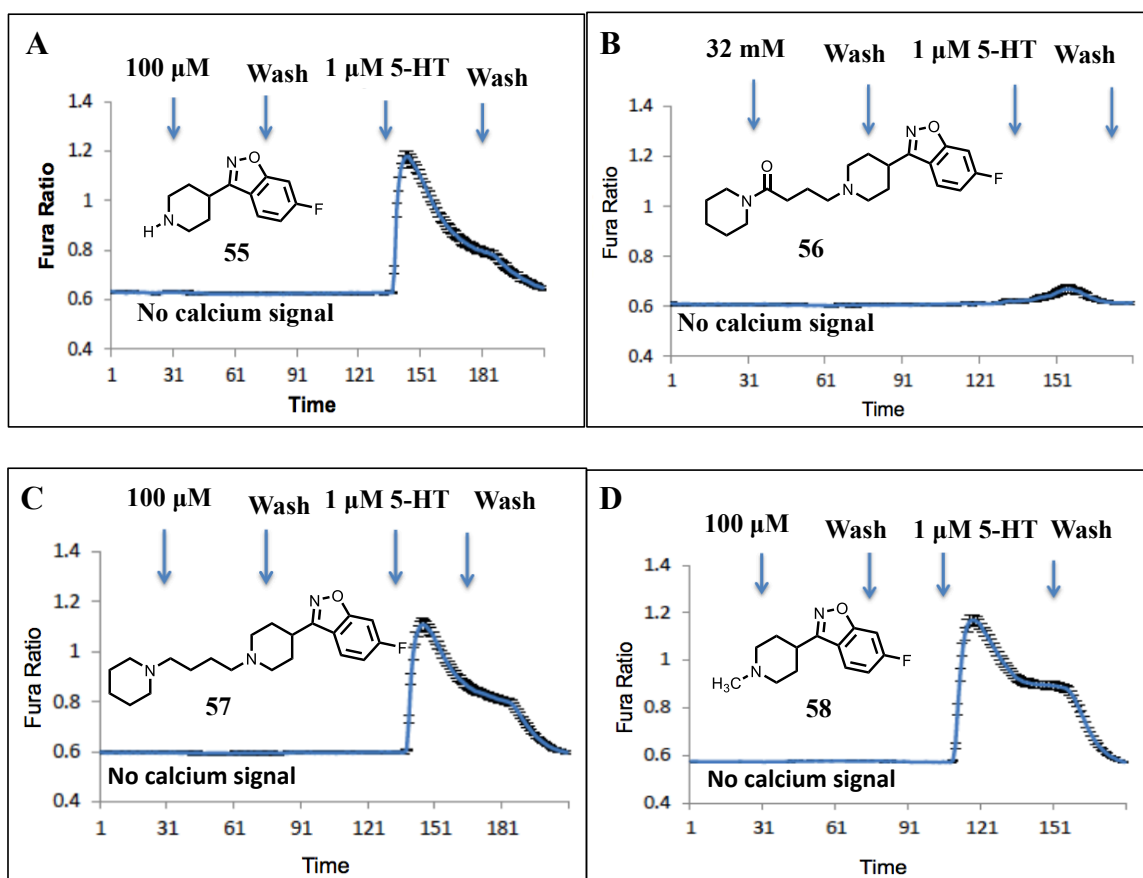 A
100 µM
Wash
1 µM 5-HT
Wash
Fura Ratio
1.4
1.2
1
0.8
0.6
0.4
N
O
F
N
H
55
No calcium signal
1 31 61 91 121 151 181
Time
B
32 mM
Wash
1 µM 5-HT
Wash
Fura Ratio
1.4
1.2
1
0.8
0.6
0.4
N
O
F
O
N
N
56
No calcium signal
1 31 61 91 121 151
Time
C
100 µM
Wash
1 µM 5-HT
Wash
Fura Ratio
1.4
1.2
1
0.8
0.6
0.4
N
O
F
N
N
57
No calcium signal
1 31 61 91 121 151 181
Time
D
100 µM
Wash
1 µM 5-HT
Wash
Fura Ratio
1.4
1.2
1
0.8
0.6
0.4
N
O
F
N
H3C
58
No calcium signal
1 31 61 91 121 151
Time